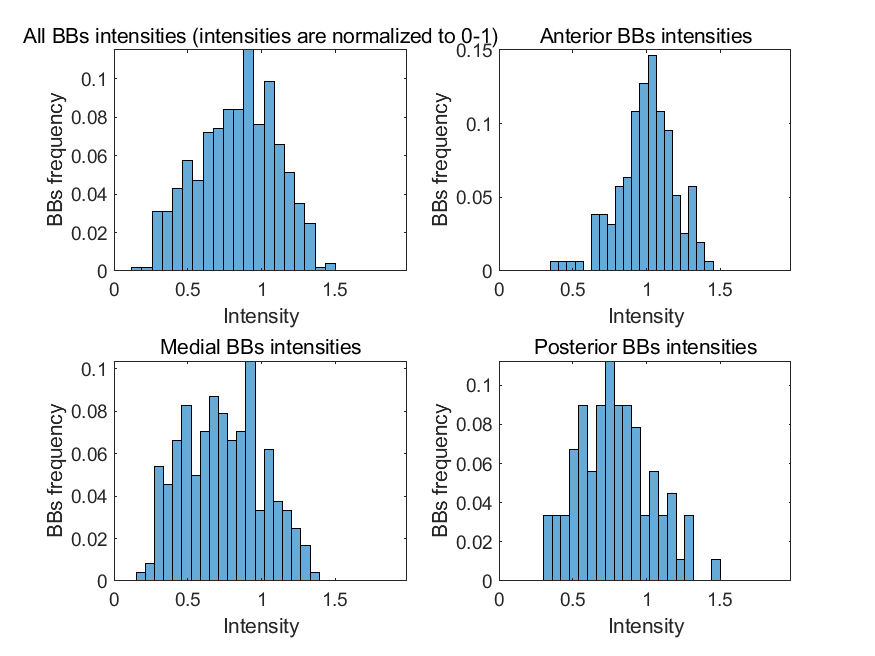 All BBs intensities (intensities are normalized to 0-1)
BBs frequency
0.1
0.08
0.06
0.04
0.02
0
0 0.5 1 1.5
Intensity
Anterior BBs intensities
BBs frequency
0.15
0.1
0.05
0
0 0.5 1 1.5
Intensity
Medial BBs intensities
BBs frequency
0.1
0.08
0.06
0.04
0.02
0
0 0.5 1 1.5
Intensity
Posterior BBs intensities
BBs frequency
0.1
0.08
0.06
0.04
0.02
0
0 0.5 1 1.5
Intensity